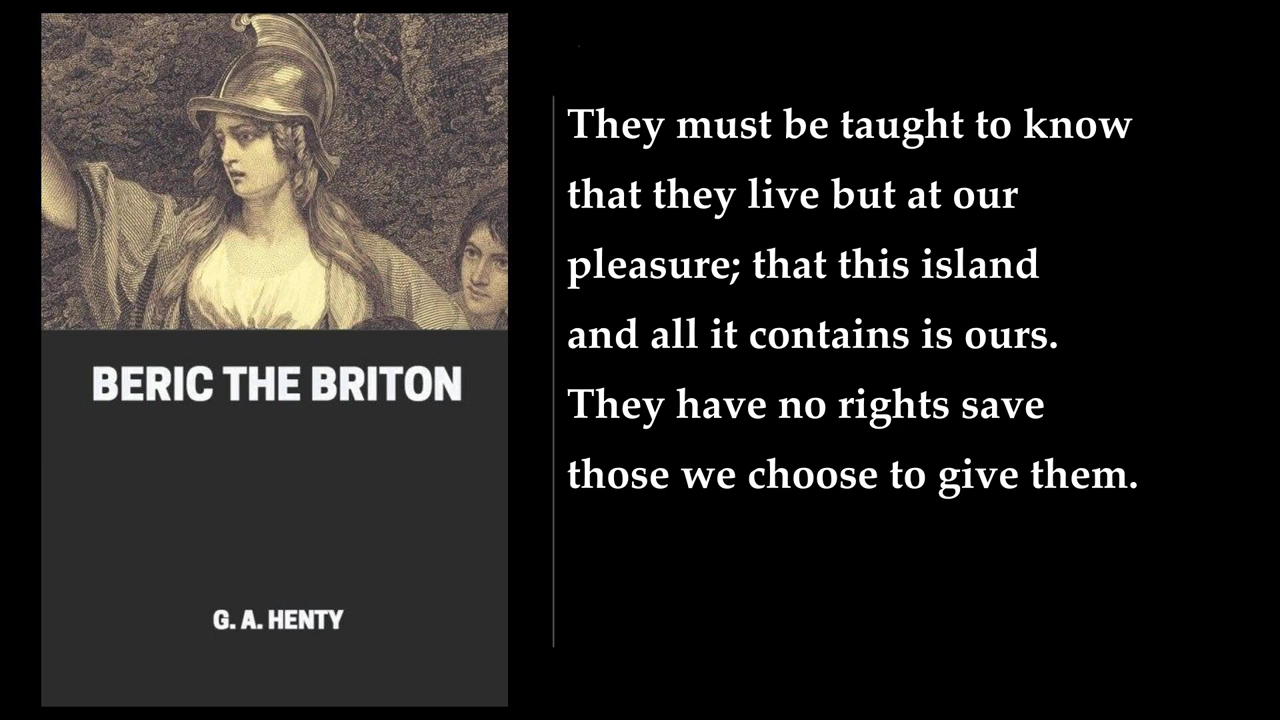 BERIC THE BRITON
G. A. HENTY
They must be taught to know
that they live but at our
pleasure; that this island
and all it contains is ours.
They have no rights save
those we choose to give them.